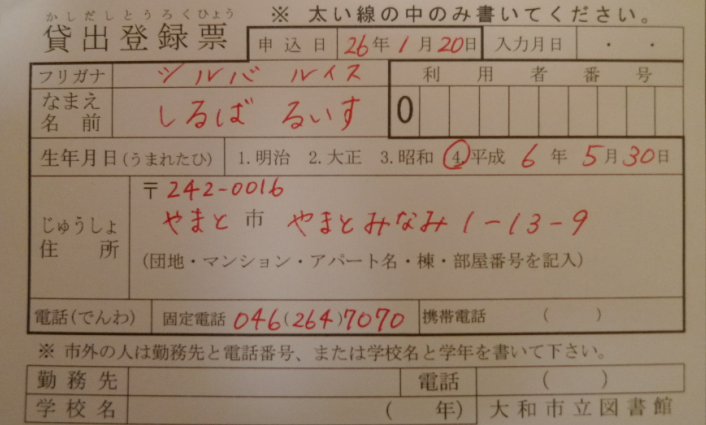 かしだしとうろくひょう
貸出登録票
※ 太い線の中のみ書いてください。
申込日 26年1月20日 入力月日 ・ ・
フリガナ シルバ ルイス
なまえ
名前 しるば るいす
利用者番号
0
生年月日(うまれたひ) 1.明治 2.大正 3.昭和 4.平成 6年 5月30日
じゅうしょ
住所
〒242-0016
やまと市 やまとみなみ1-13-9
(団地・マンション・アパート名・棟・部屋番号を記入)
電話(でんわ) 固定電話 046(264)7070 携帯電話 ( )
※ 市外の人は勤務先と電話番号、または学校名と学年を書いて下さい。
勤務先 電話 ( )
学校名 ( 年) 大和市立図書館